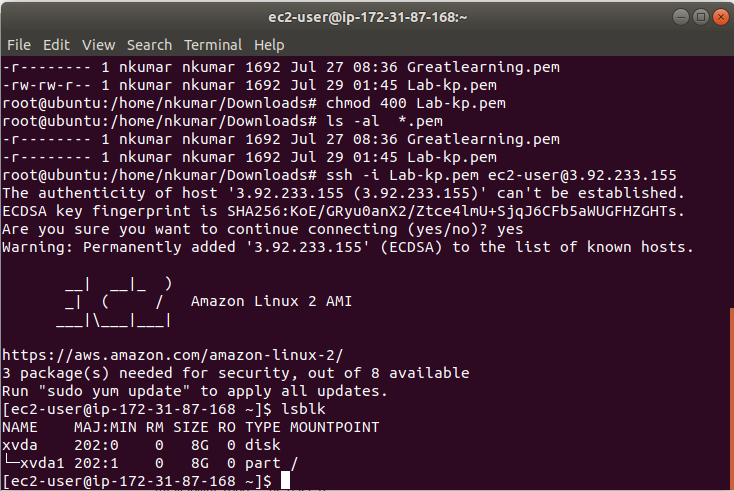 ec2-user@ip-172-31-87-168:~
File Edit View Search Terminal Help
-r-------- 1 nkumar nkumar 1692 Jul 27 08:36 Greatlearning.pem
-rw-rw-r-- 1 nkumar nkumar 1692 Jul 29 01:45 Lab-kp.pem
root@ubuntu:/home/nkumar/Downloads# chmod 400 Lab-kp.pem
root@ubuntu:/home/nkumar/Downloads# ls -al  *.pem
-r-------- 1 nkumar nkumar 1692 Jul 27 08:36 Greatlearning.pem
-r-------- 1 nkumar nkumar 1692 Jul 29 01:45 Lab-kp.pem
root@ubuntu:/home/nkumar/Downloads# ssh -i Lab-kp.pem ec2-user@3.92.233.155
The authenticity of host '3.92.233.155 (3.92.233.155)' can't be established.
ECDSA key fingerprint is SHA256:KoE/GRyu0anX2/Ztce4lmU+SjqJ6CFb5aWUGFHZGHTs.
Are you sure you want to continue connecting (yes/no)? yes
Warning: Permanently added '3.92.233.155' (ECDSA) to the list of known hosts.

       __|  __|_  )
       _|  (     /   Amazon Linux 2 AMI
      ___|\___|___|

https://aws.amazon.com/amazon-linux-2/
3 package(s) needed for security, out of 8 available
Run "sudo yum update" to apply all updates.
[ec2-user@ip-172-31-87-168 ~]$ lsblk
NAME    MAJ:MIN RM SIZE RO TYPE MOUNTPOINT
xvda    202:0    0   8G  0 disk
└─xvda1 202:1    0   8G  0 part /
[ec2-user@ip-172-31-87-168 ~]$